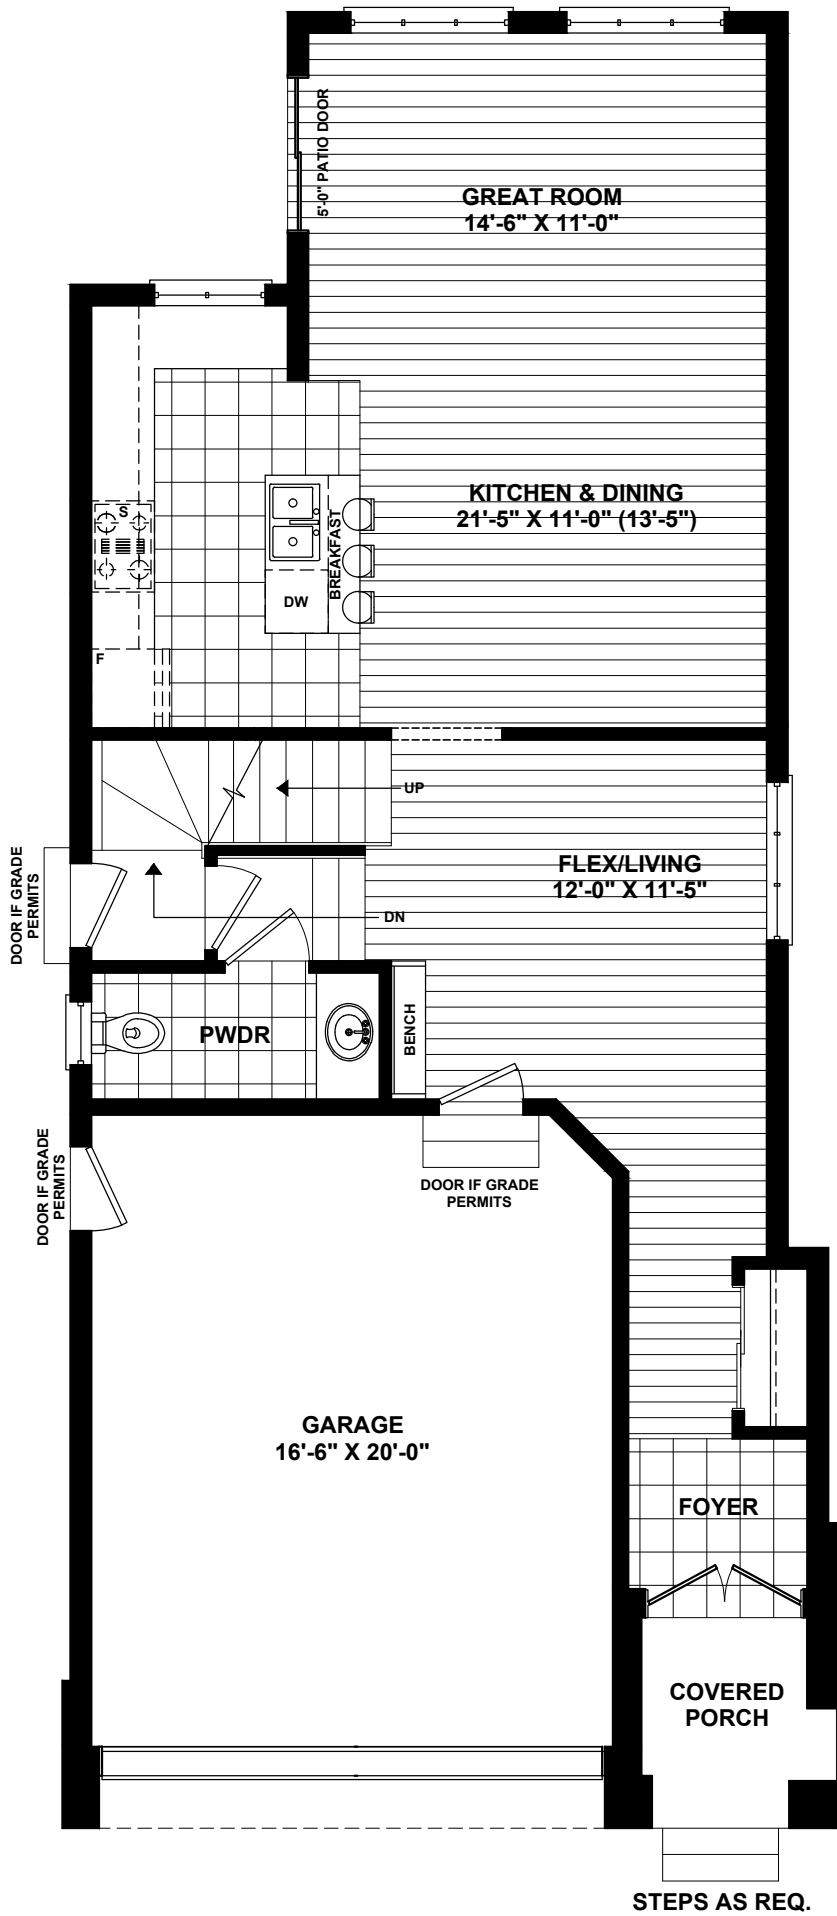 5'-0" PATIO DOOR
GREAT ROOM
14'-6" X 11'-0"
KITCHEN & DINING
21'-5" X 11'-0" (13'-5")
S
BREAKFAST
DW
F
UP
FLEX/LIVING
12'-0" X 11'-5"
DOOR IF GRADE
PERMITS
DN
PWDR
BENCH
DOOR IF GRADE
PERMITS
DOOR IF GRADE
PERMITS
GARAGE
16'-6" X 20'-0"
FOYER
COVERED
PORCH
STEPS AS REQ.